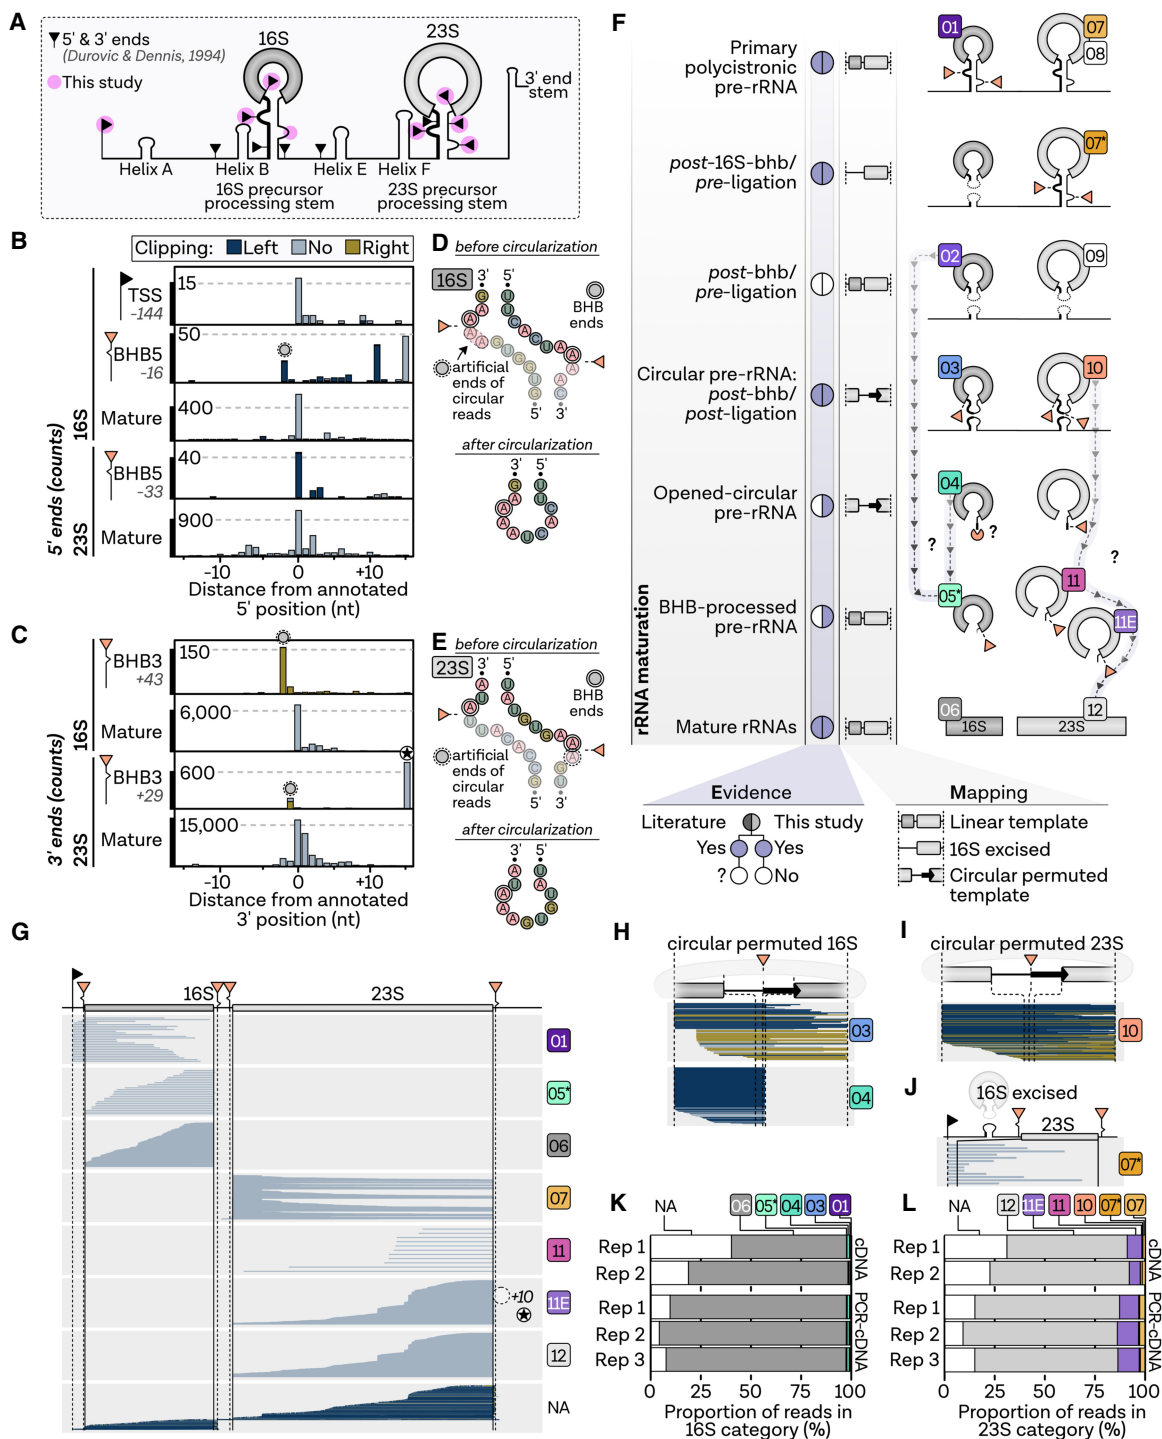 A
5' & 3' ends
(Durovic & Dennis, 1994)
This study
16S
23S
3' end
stem
Helix A
Helix B
Helix E
Helix F
16S precursor
processing stem
23S precursor
processing stem
B
Clipping: Left No Right
5' ends (counts)
16S
23S
TSS
-144
15
BHB5
-16
50
Mature
400
BHB5
-33
40
Mature
900
-10 0 +10
Distance from annotated
5' position (nt)
C
3' ends (counts)
16S
23S
BHB3
+43
150
Mature
6,000
BHB3
+29
600
Mature
15,000
-10 0 +10
Distance from annotated
3' position (nt)
D
before circularization
16S
3' 5'
BHB
ends
artificial
ends of
circular
reads
5' 3'
after circularization
3' 5'
E
before circularization
23S
3' 5'
BHB
ends
artificial
ends of
circular
reads
5' 3'
after circularization
3' 5'
F
rRNA maturation
Primary
polycistronic
pre-rRNA
01
07
08
post-16S-bhb/
pre-ligation
07*
post-bhb/
pre-ligation
02
09
Circular pre-rRNA:
post-bhb/
post-ligation
03
10
Opened-circular
pre-rRNA
04
?
?
?
BHB-processed
pre-rRNA
05*
11
11E
Mature rRNAs
06
16S
12
23S
Evidence
Literature This study
Yes Yes
? No
Mapping
Linear template
16S excised
Circular permuted
template
G
16S
23S
01
05*
06
07
11
11E
+10
12
NA
H
circular permuted 16S
03
04
I
circular permuted 23S
10
J
16S excised
23S
07*
K
NA
06 05* 04 03 01
Rep 1
Rep 2
cDNA
Rep 1
Rep 2
Rep 3
PCR-cDNA
0 25 50 75 100
Proportion of reads in
16S category (%)
L
NA
12 11E 11 10 07* 07
Rep 1
Rep 2
cDNA
Rep 1
Rep 2
Rep 3
PCR-cDNA
0 25 50 75 100
Proportion of reads in
23S category (%)